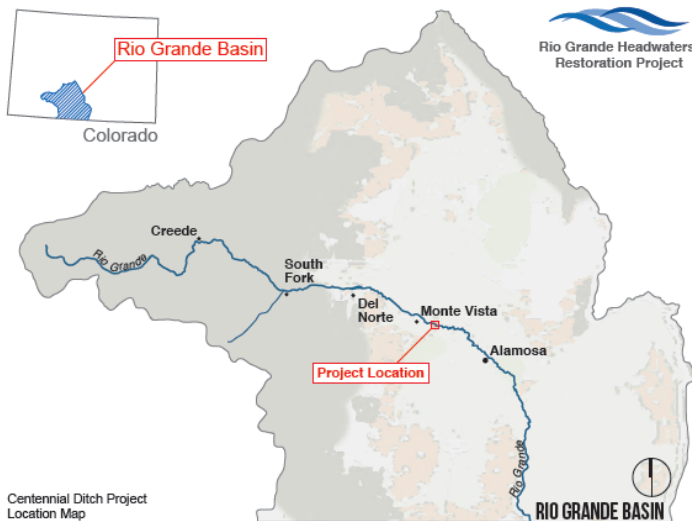 Rio Grande Basin
Colorado
Rio Grande Headwaters
Restoration Project
Creede
Rio Grande
South
Fork
Del
Norte
Monte Vista
Alamosa
Project Location
Rio Grande
Centennial Ditch Project
Location Map
RIO GRANDE BASIN